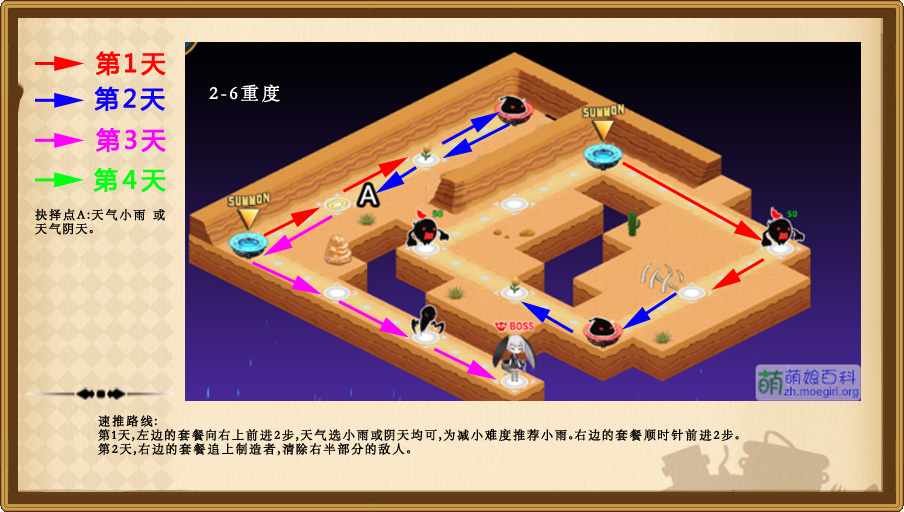 第1天
第2天
第3天
第4天
抉择点A:天气小雨 或
天气阴天。
2-6重度
SUMMON
SUMMON
A
50
50
BOSS
萌娘百科
zh.moegirl.org
速推路线:
第1天,左边的套餐向右上前进2步,天气选小雨或阴天均可,为减小难度推荐小雨。右边的套餐顺时针前进2步。
第2天,右边的套餐追上制造者,清除右半部分的敌人。